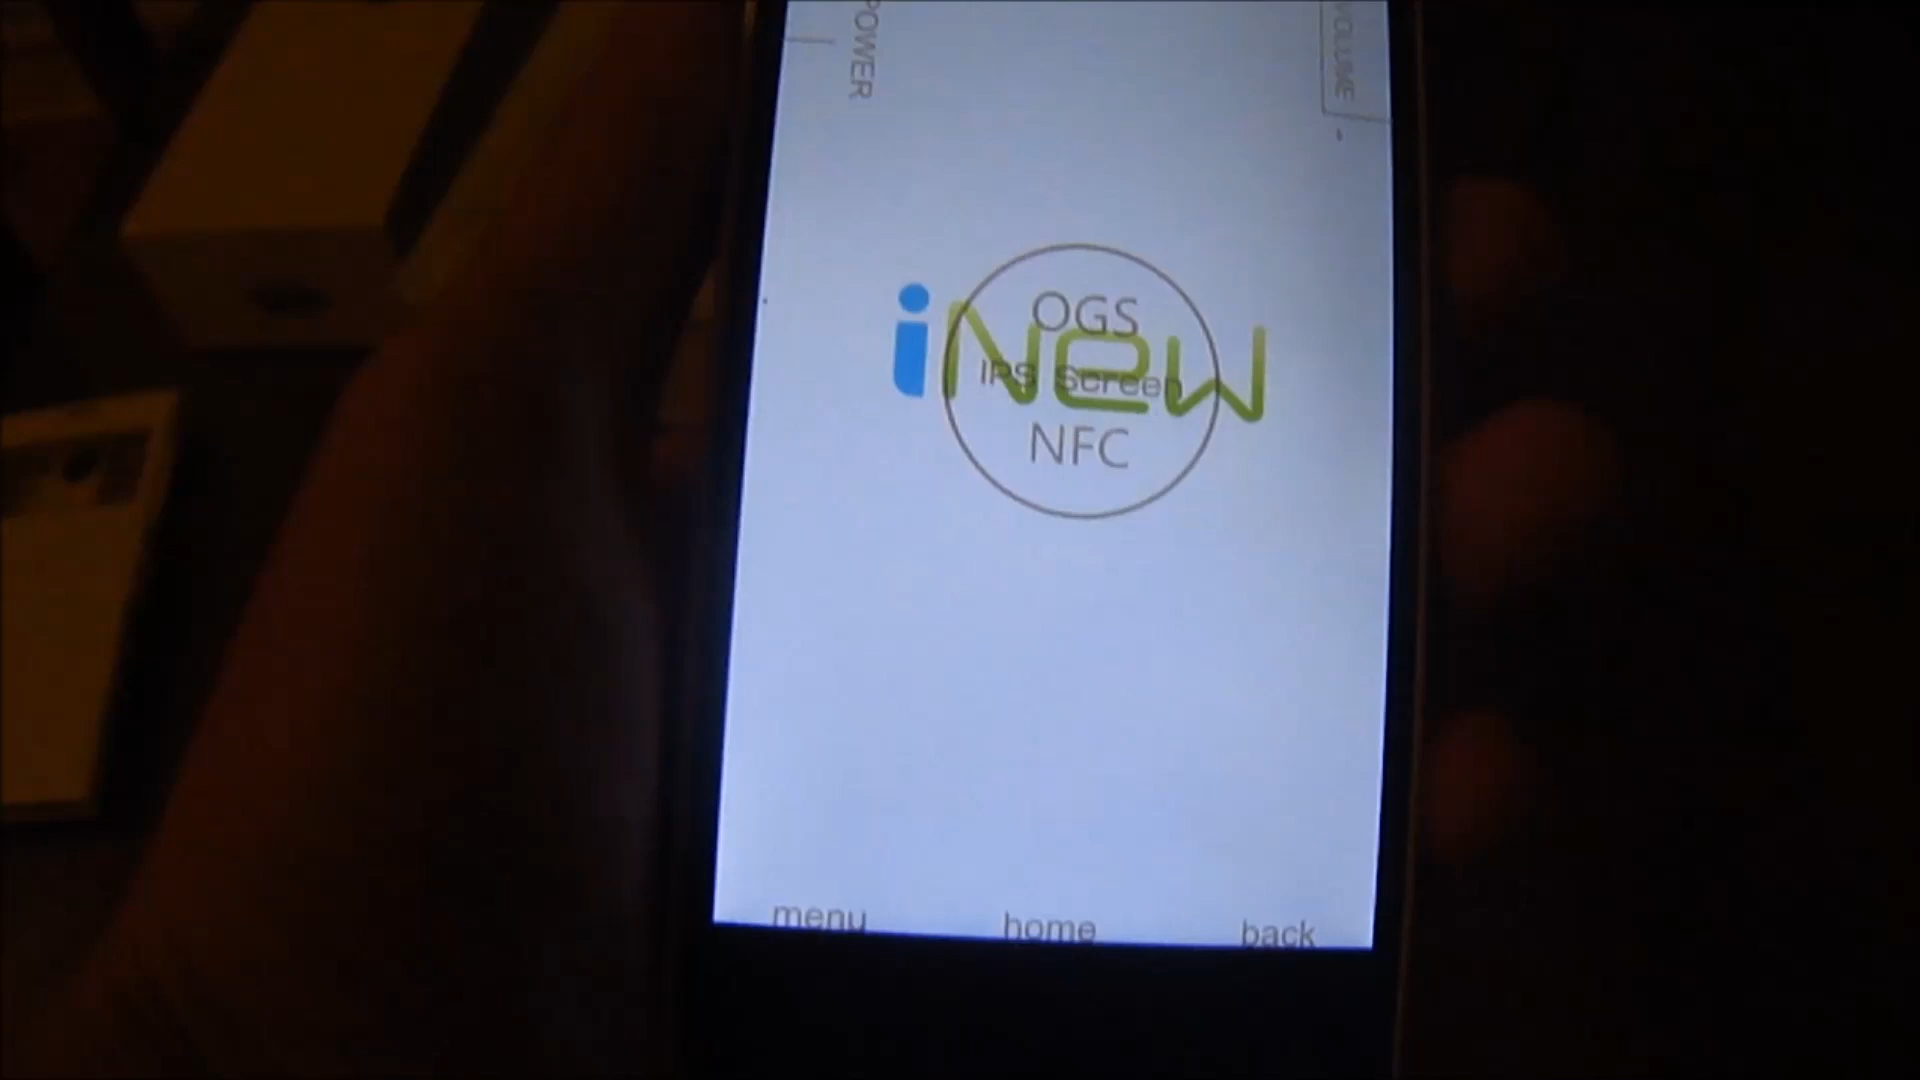 POWER
VOLUME
-
OGS
iNew
IPS Screen
NFC
menu
home
back